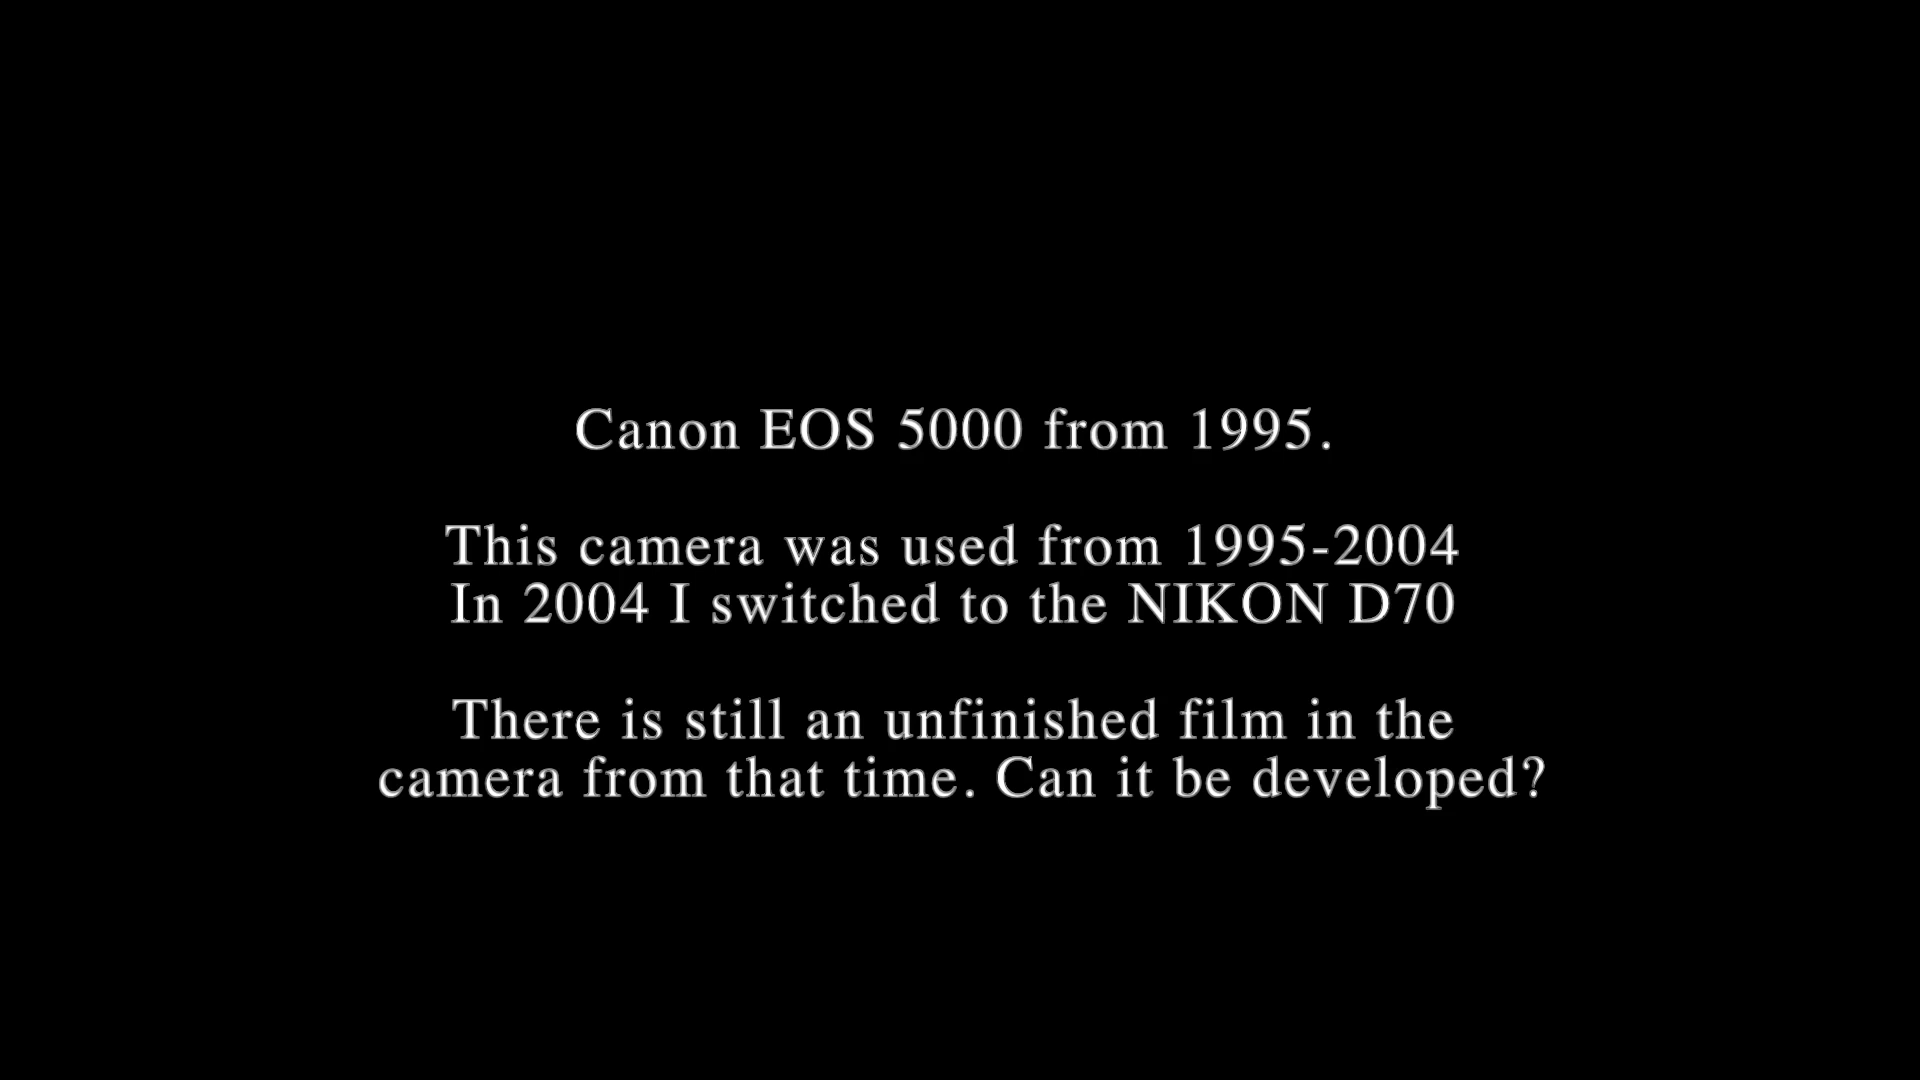 Canon EOS 5000 from 1995.
This camera was used from 1995-2004
In 2004 I switched to the NIKON D70
There is still an unfinished film in the
camera from that time. Can it be developed?